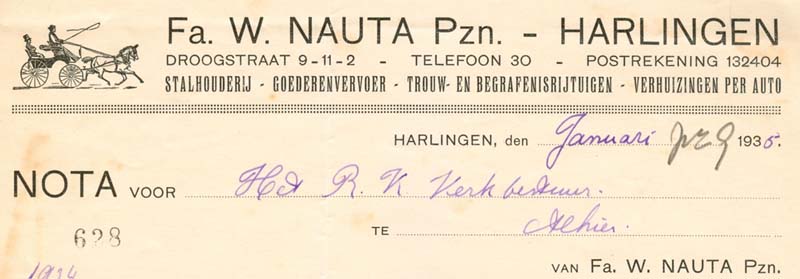 Fa. W. NAUTA Pzn. - HARLINGEN
DROOGSTRAAT 9-11-2 - TELEFOON 30 - POSTREKENING 132404
STALHOUDERIJ - GOEDERENVERVOER - TROUW- EN BEGRAFENISRIJTUIGEN - VERHUIZINGEN PER AUTO
HARLINGEN, den Januari 1935.
NOTA VOOR Het R. K. Kerkbestuur.
628
TE Alhier.
1934
VAN Fa. W. NAUTA Pzn.